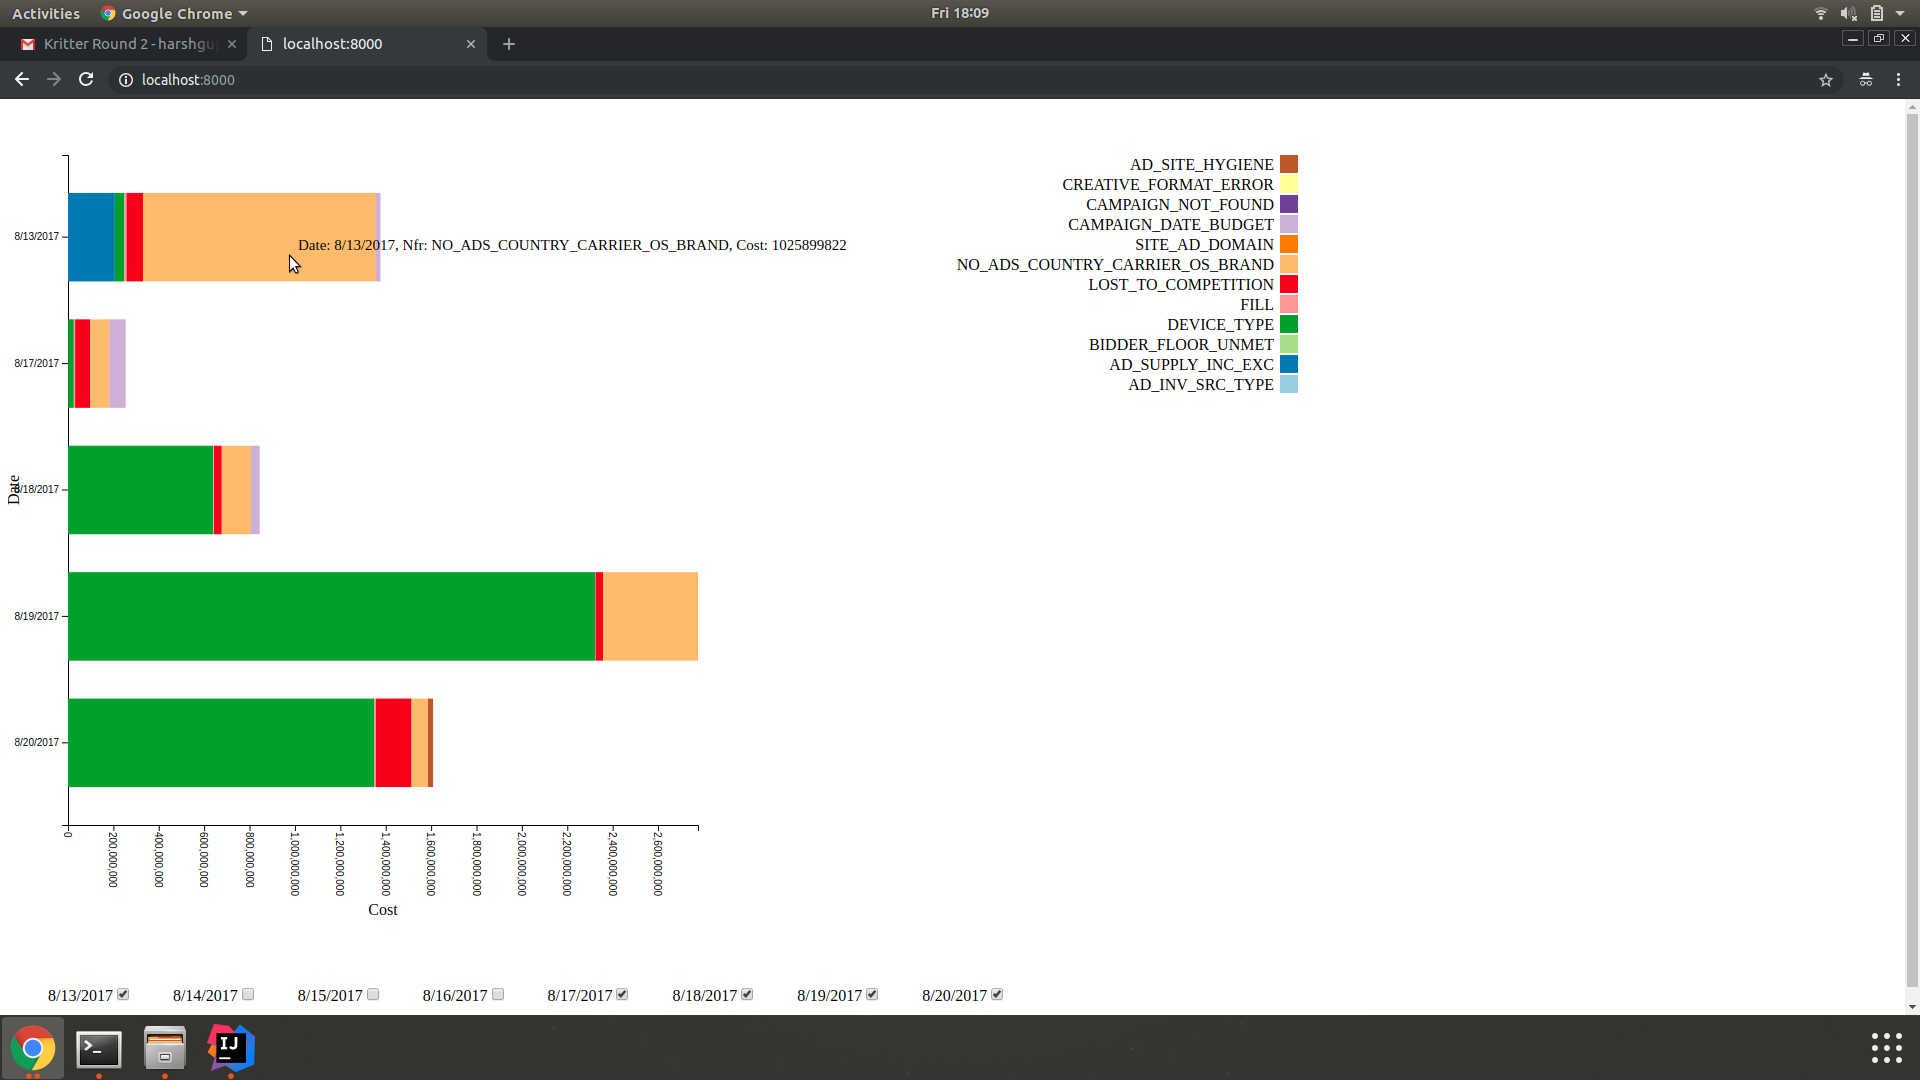 Activities Google Chrome Fri 18:09
Kritter Round 2 - harshgu
localhost:8000
localhost:8000
AD_SITE_HYGIENE
CREATIVE_FORMAT_ERROR
CAMPAIGN_NOT_FOUND
CAMPAIGN_DATE_BUDGET
SITE_AD_DOMAIN
NO_ADS_COUNTRY_CARRIER_OS_BRAND
LOST_TO_COMPETITION
FILL
DEVICE_TYPE
BIDDER_FLOOR_UNMET
AD_SUPPLY_INC_EXC
AD_INV_SRC_TYPE
8/13/2017
Date: 8/13/2017, Nfr: NO_ADS_COUNTRY_CARRIER_OS_BRAND, Cost: 1025899822
8/17/2017
Date
8/18/2017
8/19/2017
8/20/2017
0
200,000,000
400,000,000
600,000,000
800,000,000
1,000,000,000
1,200,000,000
1,400,000,000
1,600,000,000
1,800,000,000
2,000,000,000
2,200,000,000
2,400,000,000
2,600,000,000
Cost
8/13/2017 8/14/2017 8/15/2017 8/16/2017 8/17/2017 8/18/2017 8/19/2017 8/20/2017
IJ